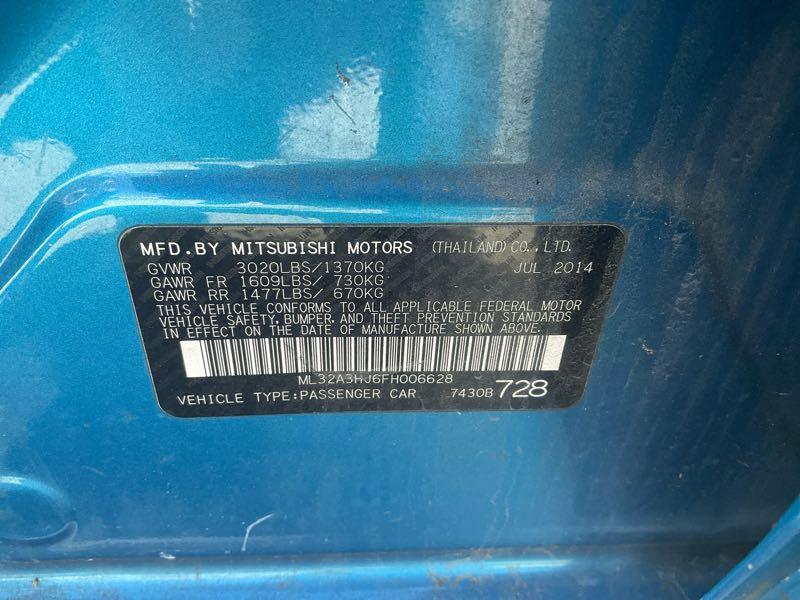 MFD.BY MITSUBISHI MOTORS (THAILAND)CO.,LTD.
GVWR 3020LBS/1370KG JUL 2014
GAWR FR 1609LBS/ 730KG
GAWR RR 1477LBS/ 670KG
THIS VEHICLE CONFORMS TO ALL APPLICABLE FEDERAL MOTOR
VEHICLE SAFETY, BUMPER, AND THEFT PREVENTION STANDARDS
IN EFFECT ON THE DATE OF MANUFACTURE SHOWN ABOVE.
ML32A3HJ6FH006628
VEHICLE TYPE:PASSENGER CAR 7430B 728